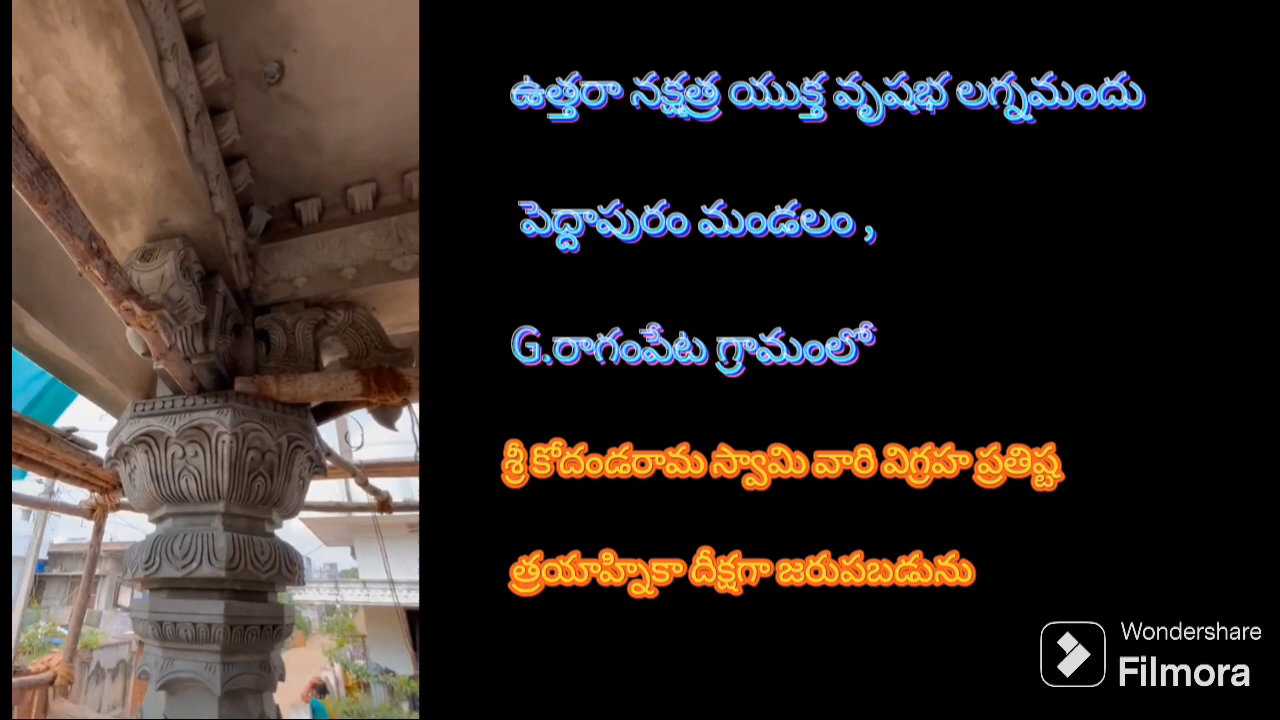 ఉత్తరా నక్షత్ర యుక్త వృషభ లగ్నమందు
పెద్దాపురం మండలం ,
G.రాగంపేట గ్రామంలో
శ్రీ కోదండరామ స్వామి వారి విగ్రహ ప్రతిష్ట
త్రయాహ్నికా దీక్షగా జరుపబడును
Wondershare
Filmora